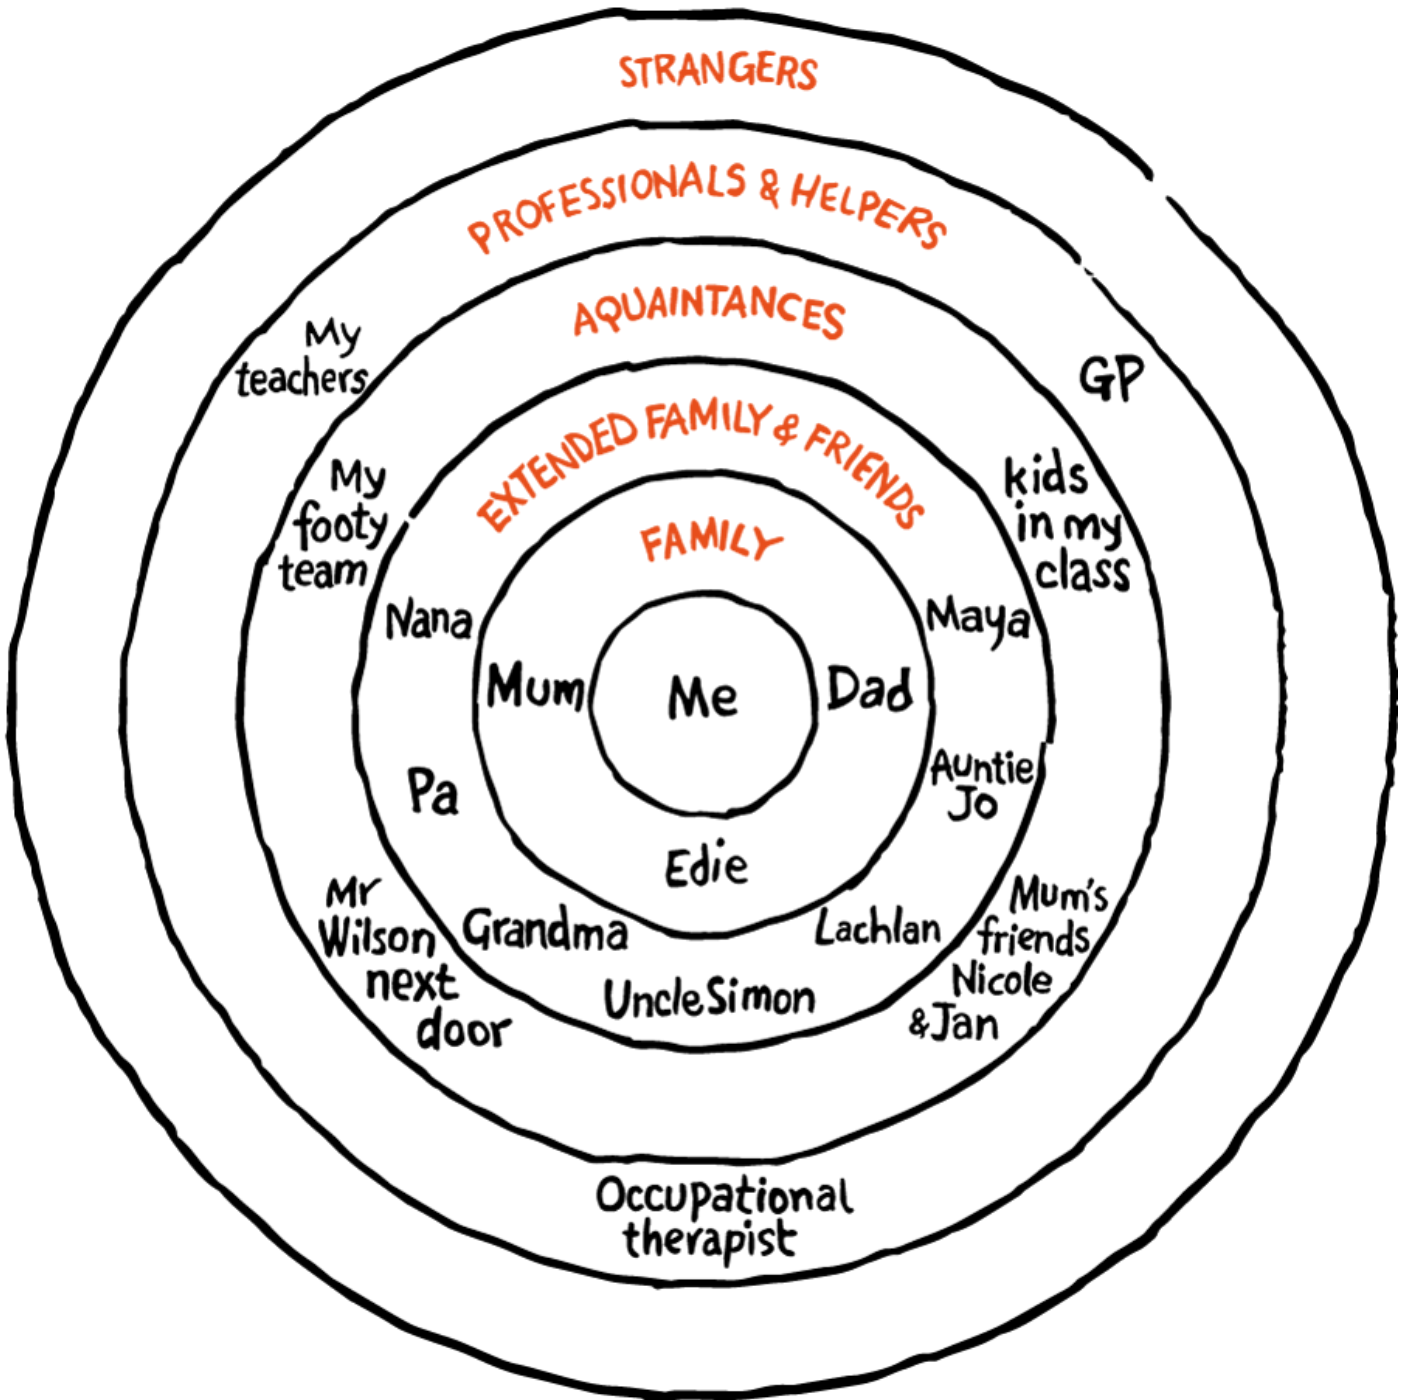 STRANGERS
PROFESSIONALS & HELPERS
AQUAINTANCES
EXTENDED FAMILY & FRIENDS
FAMILY
My
teachers
GP
My
footy
team
kids
in my
class
Nana
Maya
Mum
Me
Dad
Pa
Auntie
Jo
Edie
Mr
Wilson
next
door
Grandma
Lachlan
Uncle Simon
Mum's
friends
Nicole
& Jan
Occupational
therapist